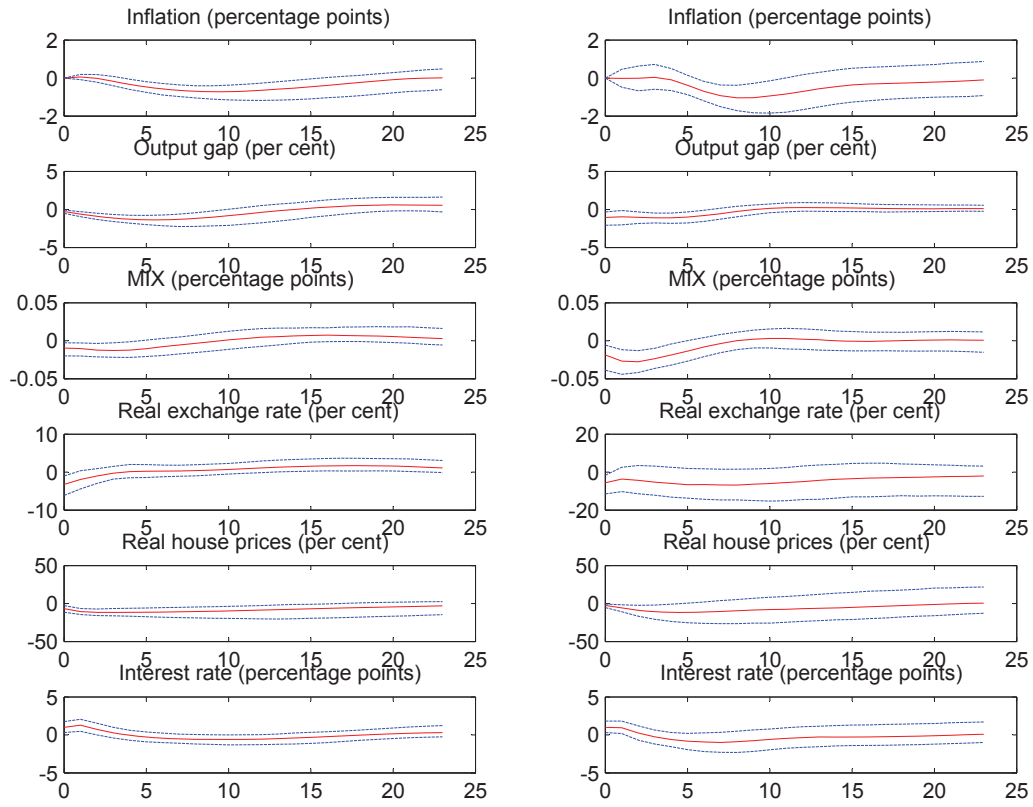 Inflation (percentage points)
2
0
-2
0 5 10 15 20 25
Output gap (per cent)
5
0
-5
0 5 10 15 20 25
MIX (percentage points)
0.05
0
-0.05
0 5 10 15 20 25
Real exchange rate (per cent)
10
0
-10
0 5 10 15 20 25
Real house prices (per cent)
50
0
-50
0 5 10 15 20 25
Interest rate (percentage points)
5
0
-5
0 5 10 15 20 25
Inflation (percentage points)
2
0
-2
0 5 10 15 20 25
Output gap (per cent)
5
0
-5
0 5 10 15 20 25
MIX (percentage points)
0.05
0
-0.05
0 5 10 15 20 25
Real exchange rate (per cent)
20
0
-20
0 5 10 15 20 25
Real house prices (per cent)
50
0
-50
0 5 10 15 20 25
Interest rate (percentage points)
5
0
-5
0 5 10 15 20 25